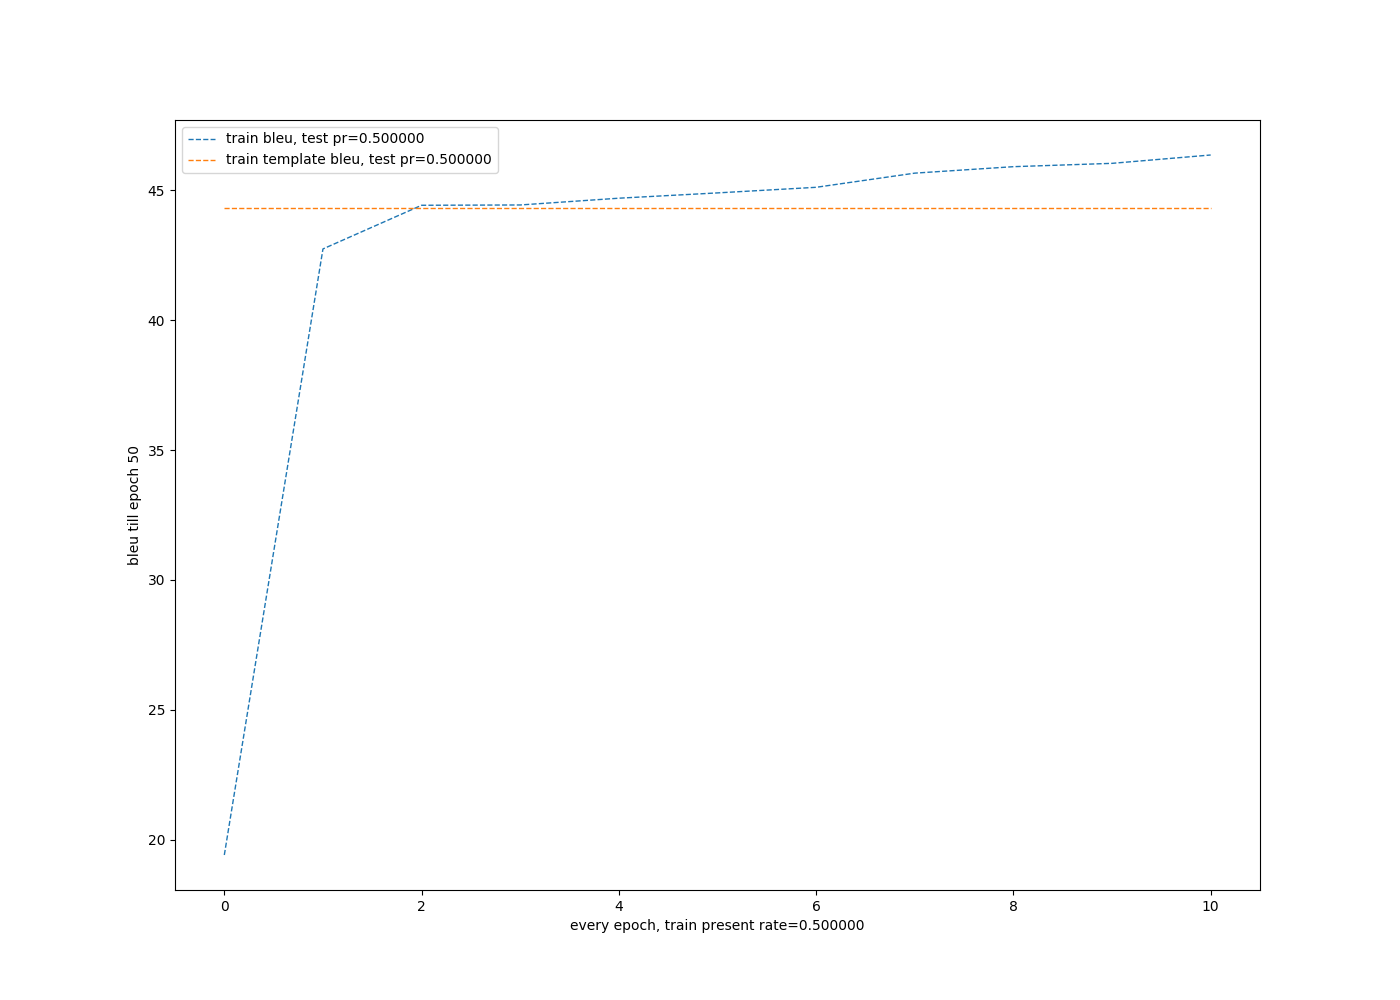 train bleu, test pr=0.500000
train template bleu, test pr=0.500000
45
40
35
30
25
20
bleu till epoch 50
0 2 4 6 8 10
every epoch, train present rate=0.500000